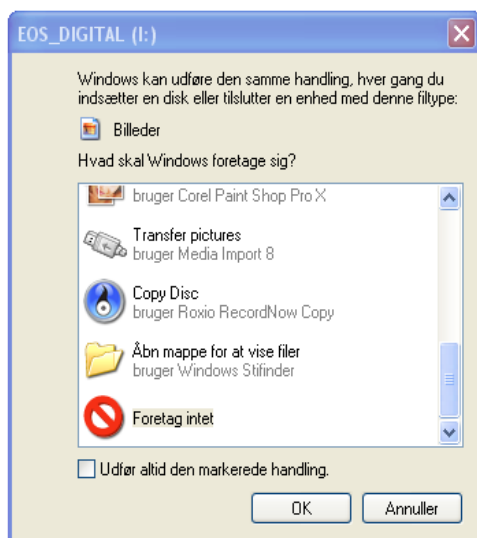 EOS_DIGITAL (I:)
Windows kan udføre den samme handling, hver gang du
indsætter en disk eller tilslutter en enhed med denne filtype:
Billeder
Hvad skal Windows foretage sig?
bruger Corel Paint Shop Pro X
Transfer pictures
bruger Media Import 8
Copy Disc
bruger Roxio RecordNow Copy
Åbn mappe for at vise filer
bruger Windows Stifinder
Foretag intet
Udfør altid den markerede handling.
OK
Annuller